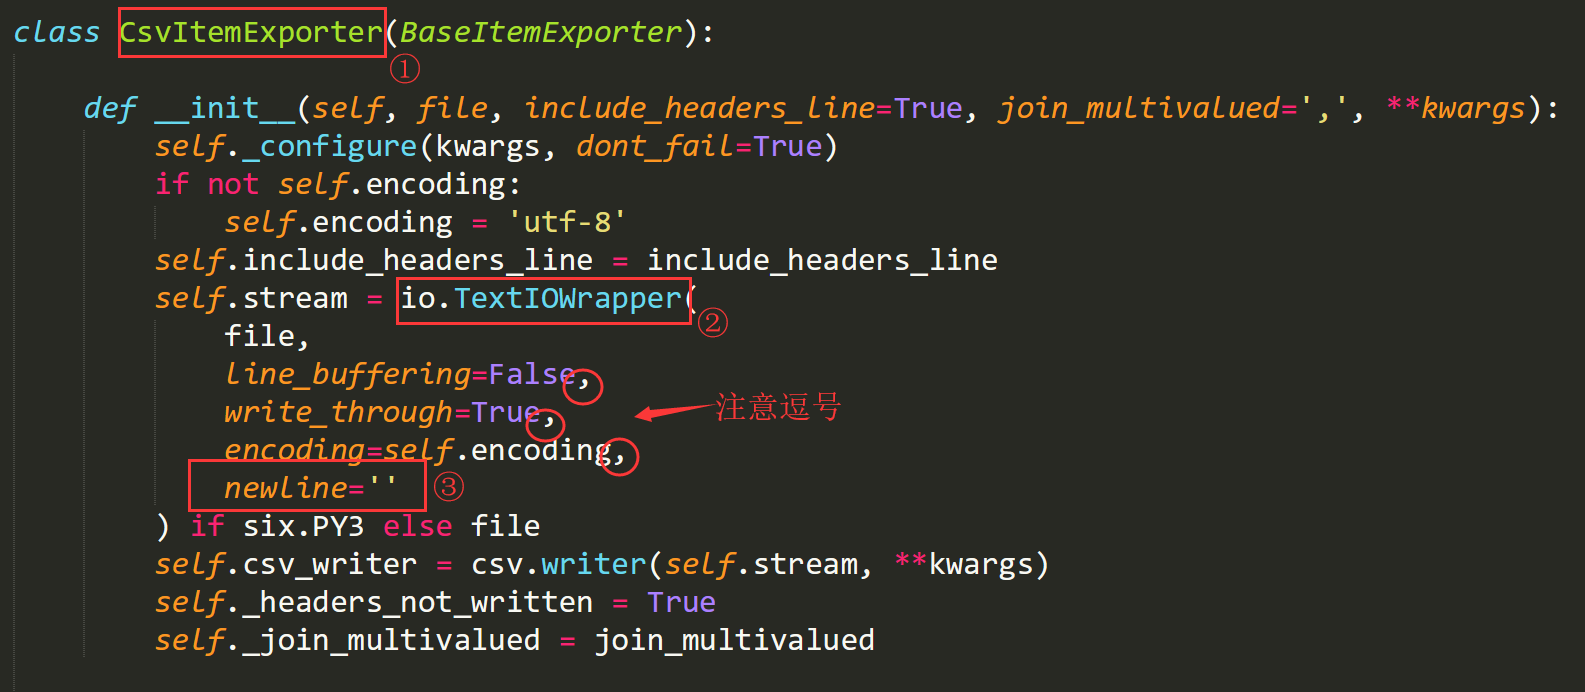 class CsvItemExporter(BaseItemExporter):
①
def __init__(self, file, include_headers_line=True, join_multivalued=',', **kwargs):
self._configure(kwargs, dont_fail=True)
if not self.encoding:
self.encoding = 'utf-8'
self.include_headers_line = include_headers_line
self.stream = io.TextIOWrapper(
②
file,
line_buffering=False,
write_through=True,
注意逗号
encoding=self.encoding,
newline=''
③
) if six.PY3 else file
self.csv_writer = csv.writer(self.stream, **kwargs)
self._headers_not_written = True
self._join_multivalued = join_multivalued